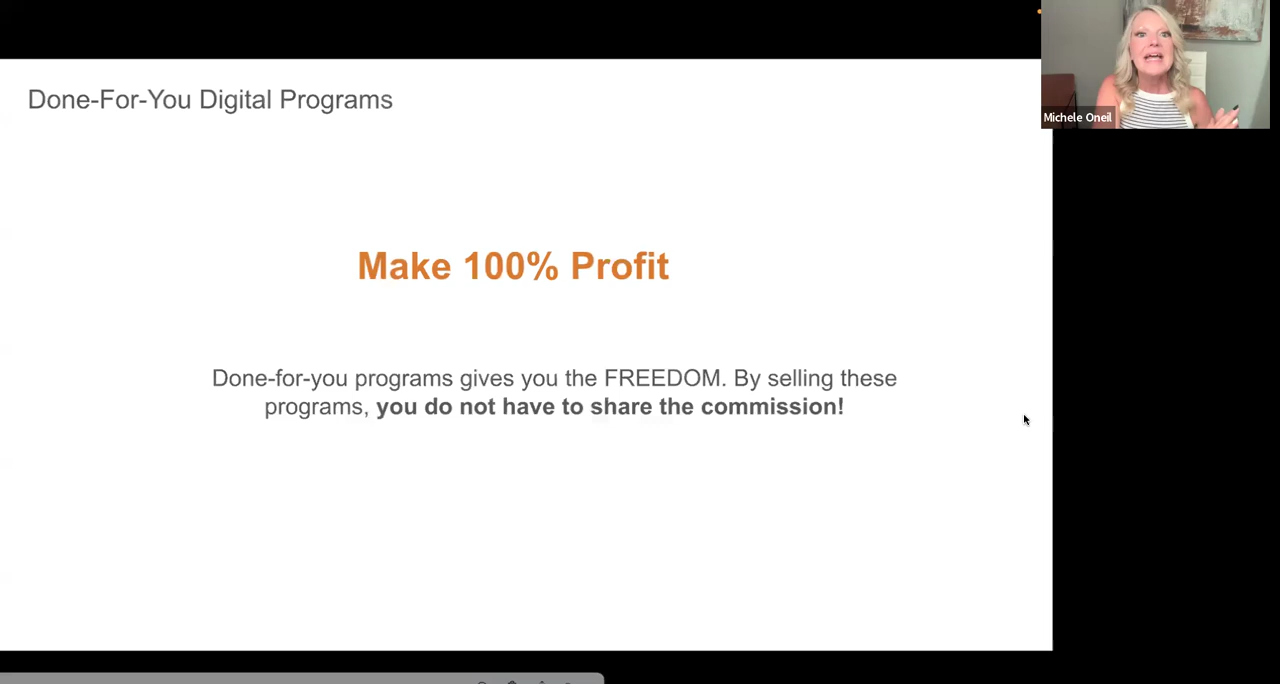 Done-For-You Digital Programs
Michele Oneil
Make 100% Profit
Done-for-you programs gives you the FREEDOM. By selling these
programs, you do not have to share the commission!